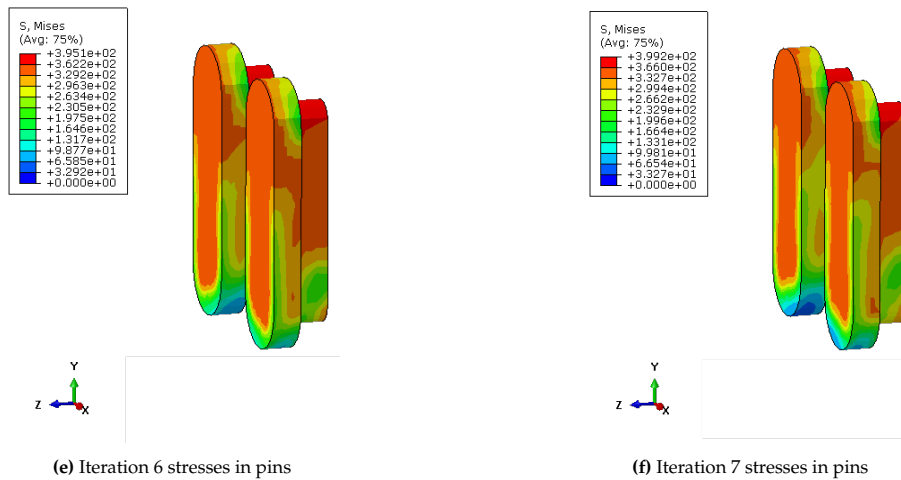 S, Mises
(Avg: 75%)
+3.951e+02
+3.622e+02
+3.292e+02
+2.963e+02
+2.634e+02
+2.305e+02
+1.975e+02
+1.646e+02
+1.317e+02
+9.877e+01
+6.585e+01
+3.292e+01
+0.000e+00
Y
Z
X
(e) Iteration 6 stresses in pins
S, Mises
(Avg: 75%)
+3.992e+02
+3.660e+02
+3.327e+02
+2.994e+02
+2.662e+02
+2.329e+02
+1.996e+02
+1.664e+02
+1.331e+02
+9.981e+01
+6.654e+01
+3.327e+01
+0.000e+00
Y
Z
X
(f) Iteration 7 stresses in pins